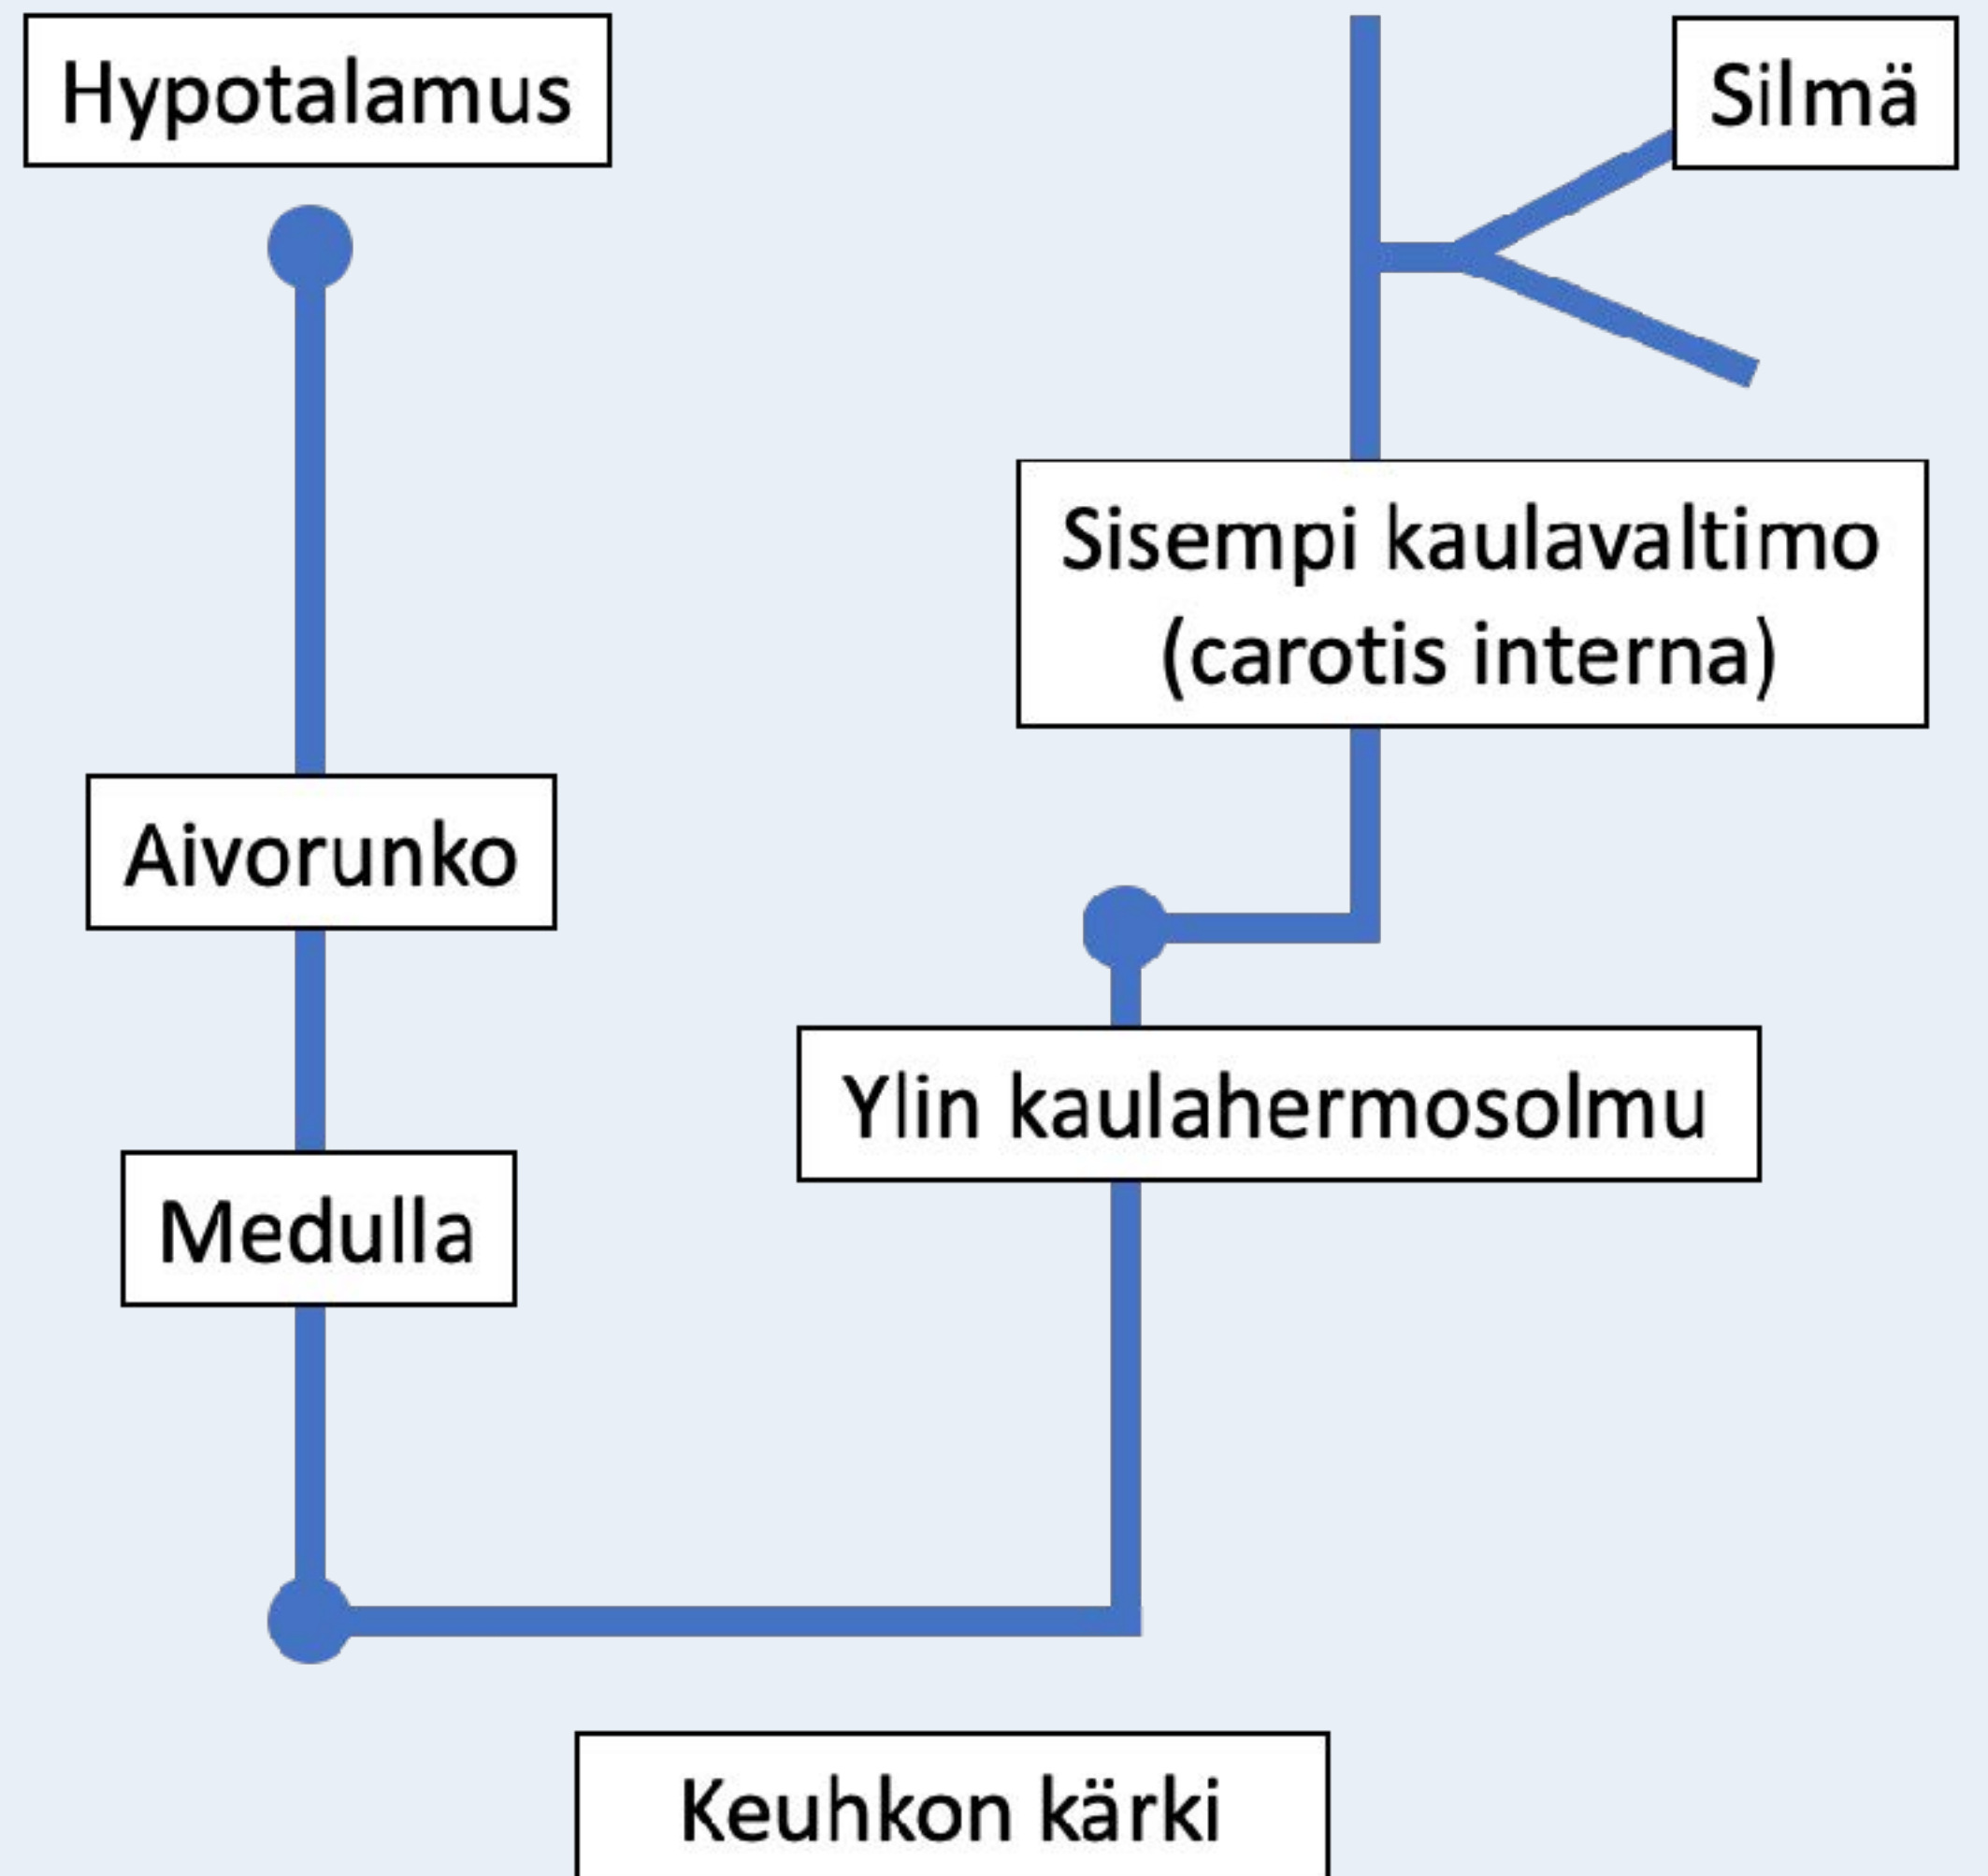 Hypotalamus
Silmä
Sisempi kaulavaltimo
(carotis interna)
Aivorunko
Ylin kaulahermosolmu
Medulla
Keuhkon kärki